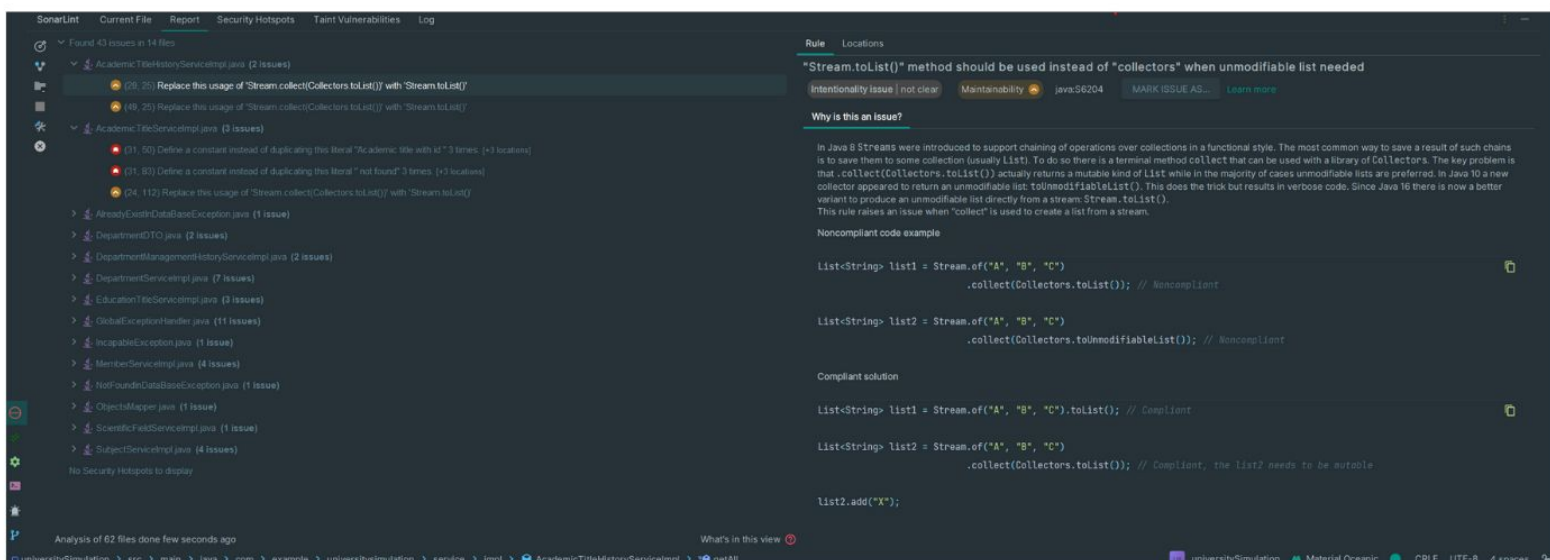 SonarLint Current File Report Security Hotspots Taint Vulnerabilities Log
Found 43 issues in 14 files
AcademicTitleHistoryServiceImpl.java (2 issues)
(29, 25) Replace this usage of 'Stream.collect(Collectors.toList())' with 'Stream.toList()'
(49, 25) Replace this usage of 'Stream.collect(Collectors.toList())' with 'Stream.toList()'
AcademicTitleServiceImpl.java (3 issues)
(31, 50) Define a constant instead of duplicating this literal "Academic title with id " 3 times. [+3 locations]
(31, 83) Define a constant instead of duplicating this literal " not found" 3 times. [+3 locations]
(24, 112) Replace this usage of 'Stream.collect(Collectors.toList())' with 'Stream.toList()'
AlreadyExistInDataBaseException.java (1 issue)
DepartmentDTO.java (2 issues)
DepartmentManagementHistoryServiceImpl.java (2 issues)
DepartmentServiceImpl.java (7 issues)
EducationTitleServiceImpl.java (3 issues)
GlobalExceptionHandler.java (11 issues)
IncapableException.java (1 issue)
MemberServiceImpl.java (4 issues)
NotFoundInDataBaseException.java (1 issue)
ObjectsMapper.java (1 issue)
ScientificFieldServiceImpl.java (1 issue)
SubjectServiceImpl.java (4 issues)
No Security Hotspots to display
Analysis of 62 files done few seconds ago
What's in this view
Rule Locations
"Stream.toList()" method should be used instead of "collectors" when unmodifiable list needed
Intentionality issue | not clear Maintainability java:S6204 MARK ISSUE AS... Learn more
Why is this an issue?
In Java 8 Streams were introduced to support chaining of operations over collections in a functional style. The most common way to save a result of such chains
is to save them to some collection (usually List). To do so there is a terminal method collect that can be used with a library of Collectors. The key problem is
that .collect(Collectors.toList()) actually returns a mutable kind of List while in the majority of cases unmodifiable lists are preferred. In Java 10 a new
collector appeared to return an unmodifiable list: toUnmodifiableList(). This does the trick but results in verbose code. Since Java 16 there is now a better
variant to produce an unmodifiable list directly from a stream: Stream.toList().
This rule raises an issue when "collect" is used to create a list from a stream.
Noncompliant code example
List<String> list1 = Stream.of("A", "B", "C")
.collect(Collectors.toList()); // Noncompliant
List<String> list2 = Stream.of("A", "B", "C")
.collect(Collectors.toUnmodifiableList()); // Noncompliant
Compliant solution
List<String> list1 = Stream.of("A", "B", "C").toList(); // Compliant
List<String> list2 = Stream.of("A", "B", "C")
.collect(Collectors.toList()); // Compliant, the list2 needs to be mutable
list2.add("X");
universitySimulation > src > main > java > com > example > universitysimulation > service > impl > AcademicTitleHistoryServiceImpl > getAll
universitySimulation Material Oceanic CRLF UTF-8 4 spaces